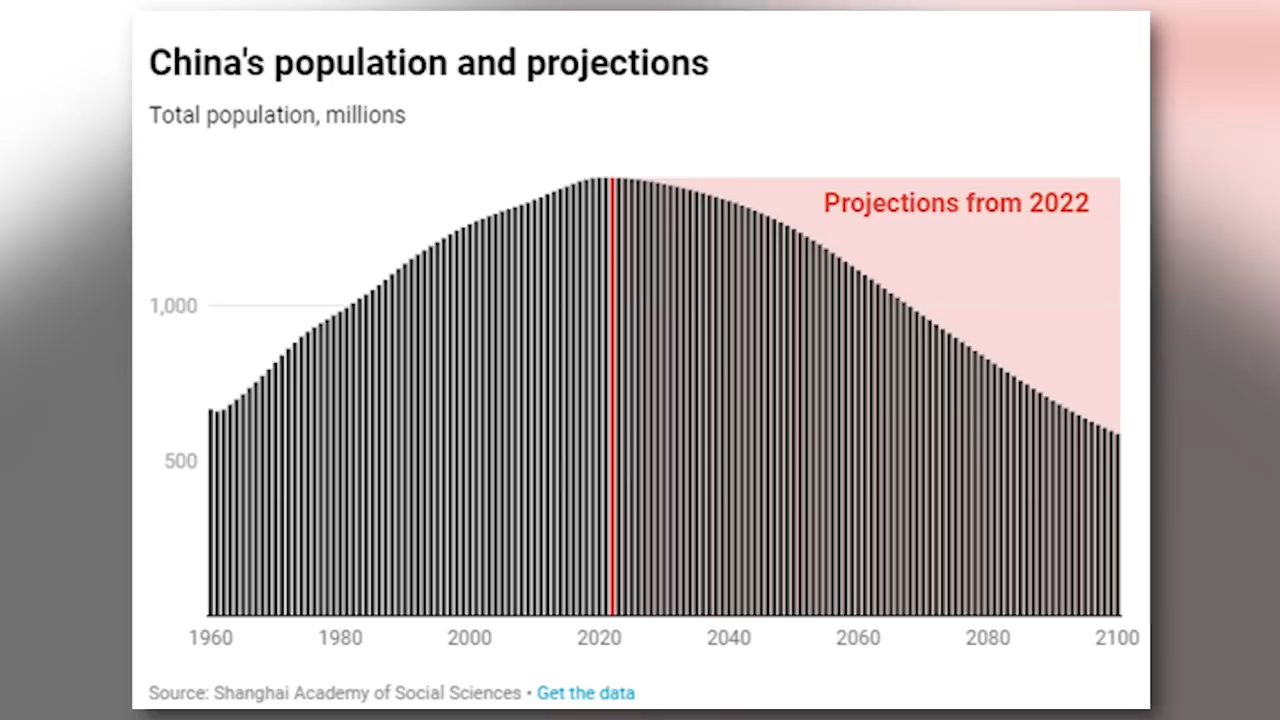 China's population and projections
Total population, millions
Projections from 2022
1,000
500
1960 1980 2000 2020 2040 2060 2080 2100
Source: Shanghai Academy of Social Sciences • Get the data